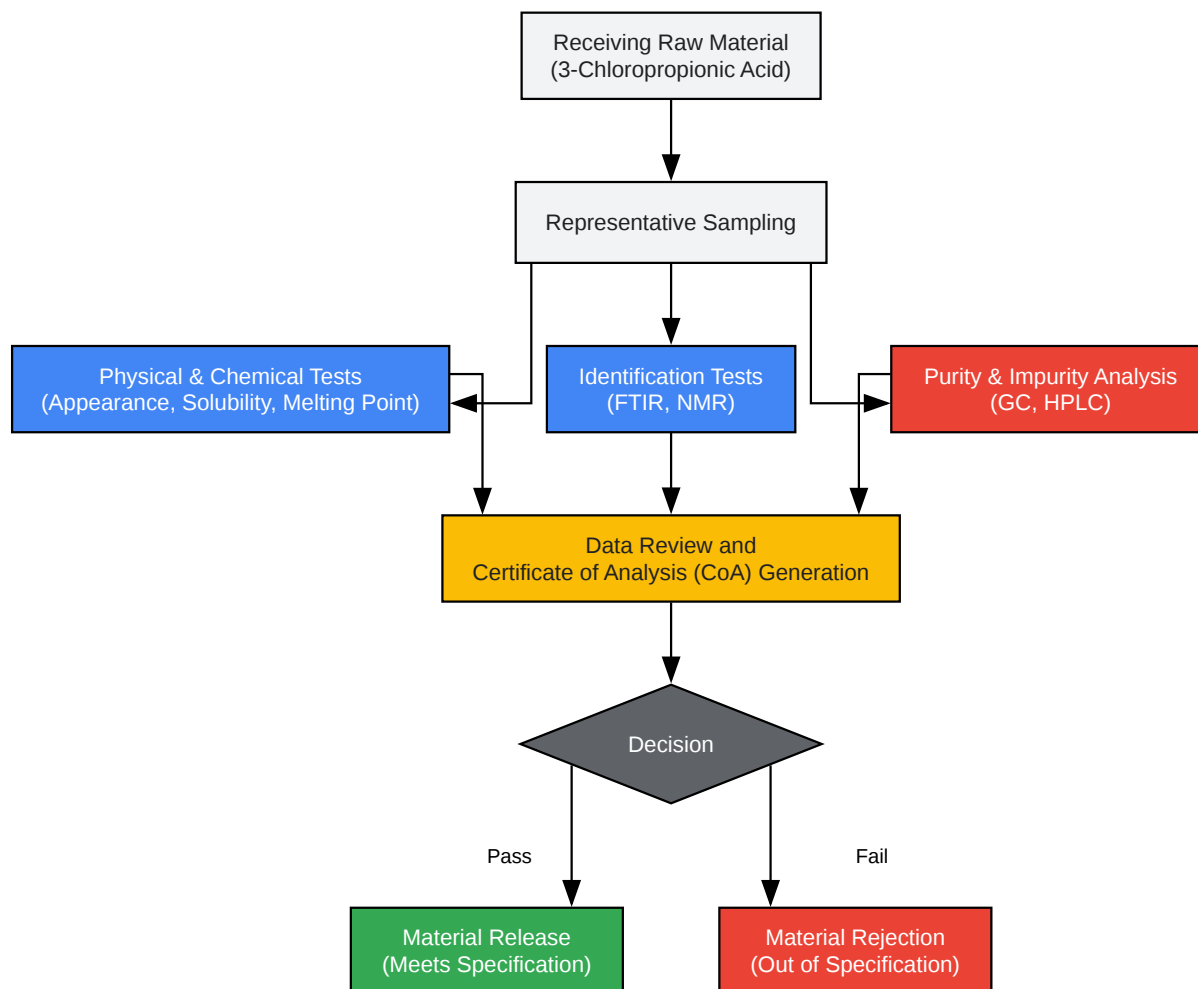 Receiving Raw Material
(3-Chloropropionic Acid)
Representative Sampling
Physical & Chemical Tests
(Appearance, Solubility, Melting Point)
Identification Tests
(FTIR, NMR)
Purity & Impurity Analysis
(GC, HPLC)
Data Review and
Certificate of Analysis (CoA) Generation
Decision
Pass
Fail
Material Release
(Meets Specification)
Material Rejection
(Out of Specification)